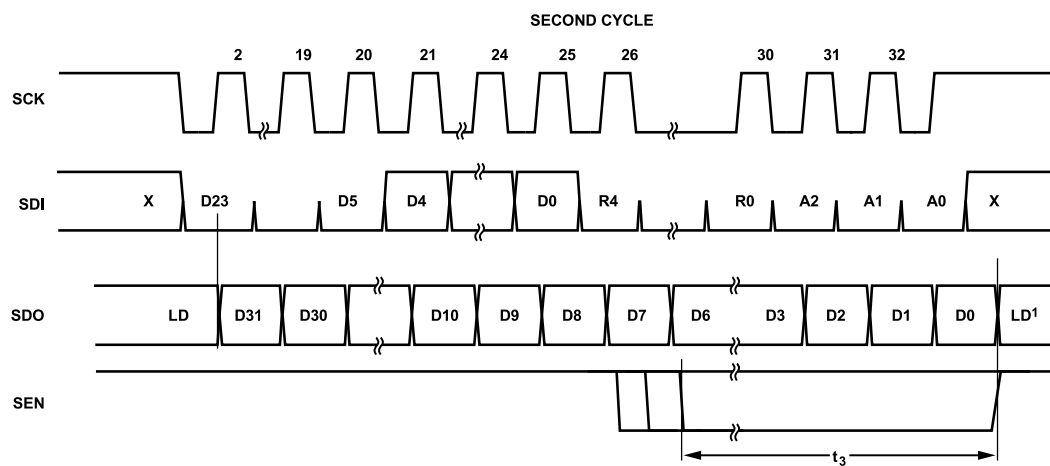 SECOND CYCLE
2 19 20 21 24 25 26 30 31 32
SCK
SDI X D23 D5 D4 D0 R4 R0 A2 A1 A0 X
SDO LD D31 D30 D10 D9 D8 D7 D6 D3 D2 D1 D0 LD1
SEN
t3